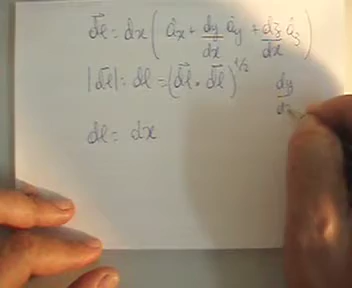 d⃗ℓ = dx ( âx + dy/dx ây + dz/dx âz )
|d⃗ℓ| = dℓ = (d⃗ℓ • d⃗ℓ)^1/2
dy
dℓ = dx